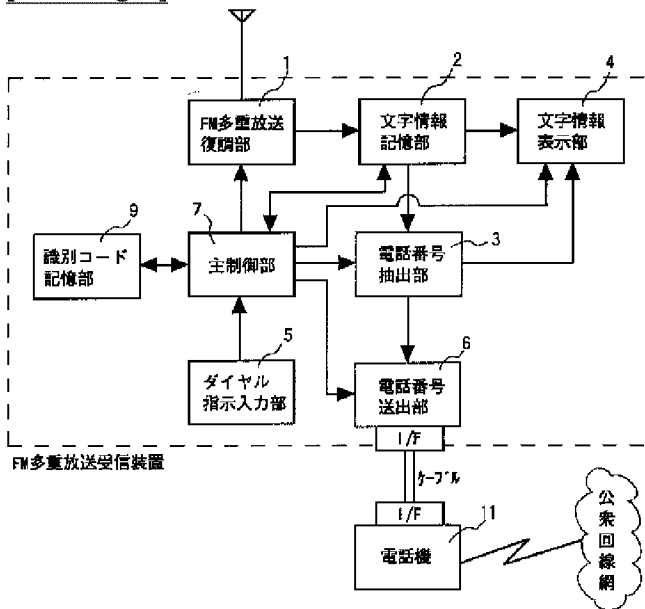 1
2
4
FM多重放送
復調部
文字情報
記憶部
文字情報
表示部
9
7
3
識別コード
記憶部
主制御部
電話番号
抽出部
5
6
ダイヤル
指示入力部
電話番号
送出部
I/F
FM多重放送受信装置
ケーブル
I/F
11
電話機
公衆回線網